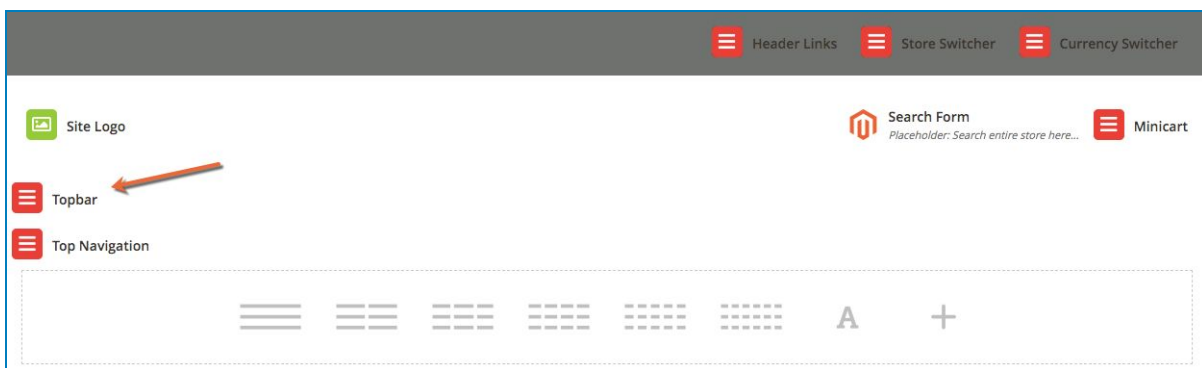 Header Links
Store Switcher
Currency Switcher
Site Logo
Search Form
Placeholder: Search entire store here...
Minicart
Topbar
Top Navigation
A